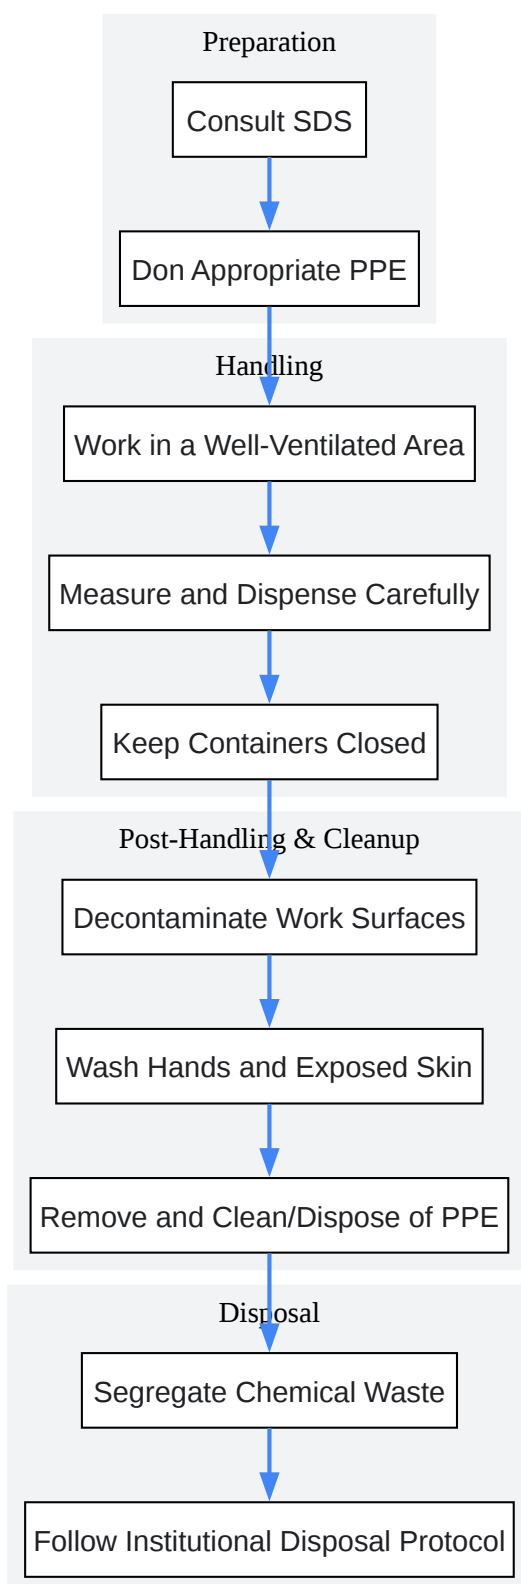 Preparation
Consult SDS
Don Appropriate PPE
Handling
Work in a Well-Ventilated Area
Measure and Dispense Carefully
Keep Containers Closed
Post-Handling & Cleanup
Decontaminate Work Surfaces
Wash Hands and Exposed Skin
Remove and Clean/Dispose of PPE
Disposal
Segregate Chemical Waste
Follow Institutional Disposal Protocol